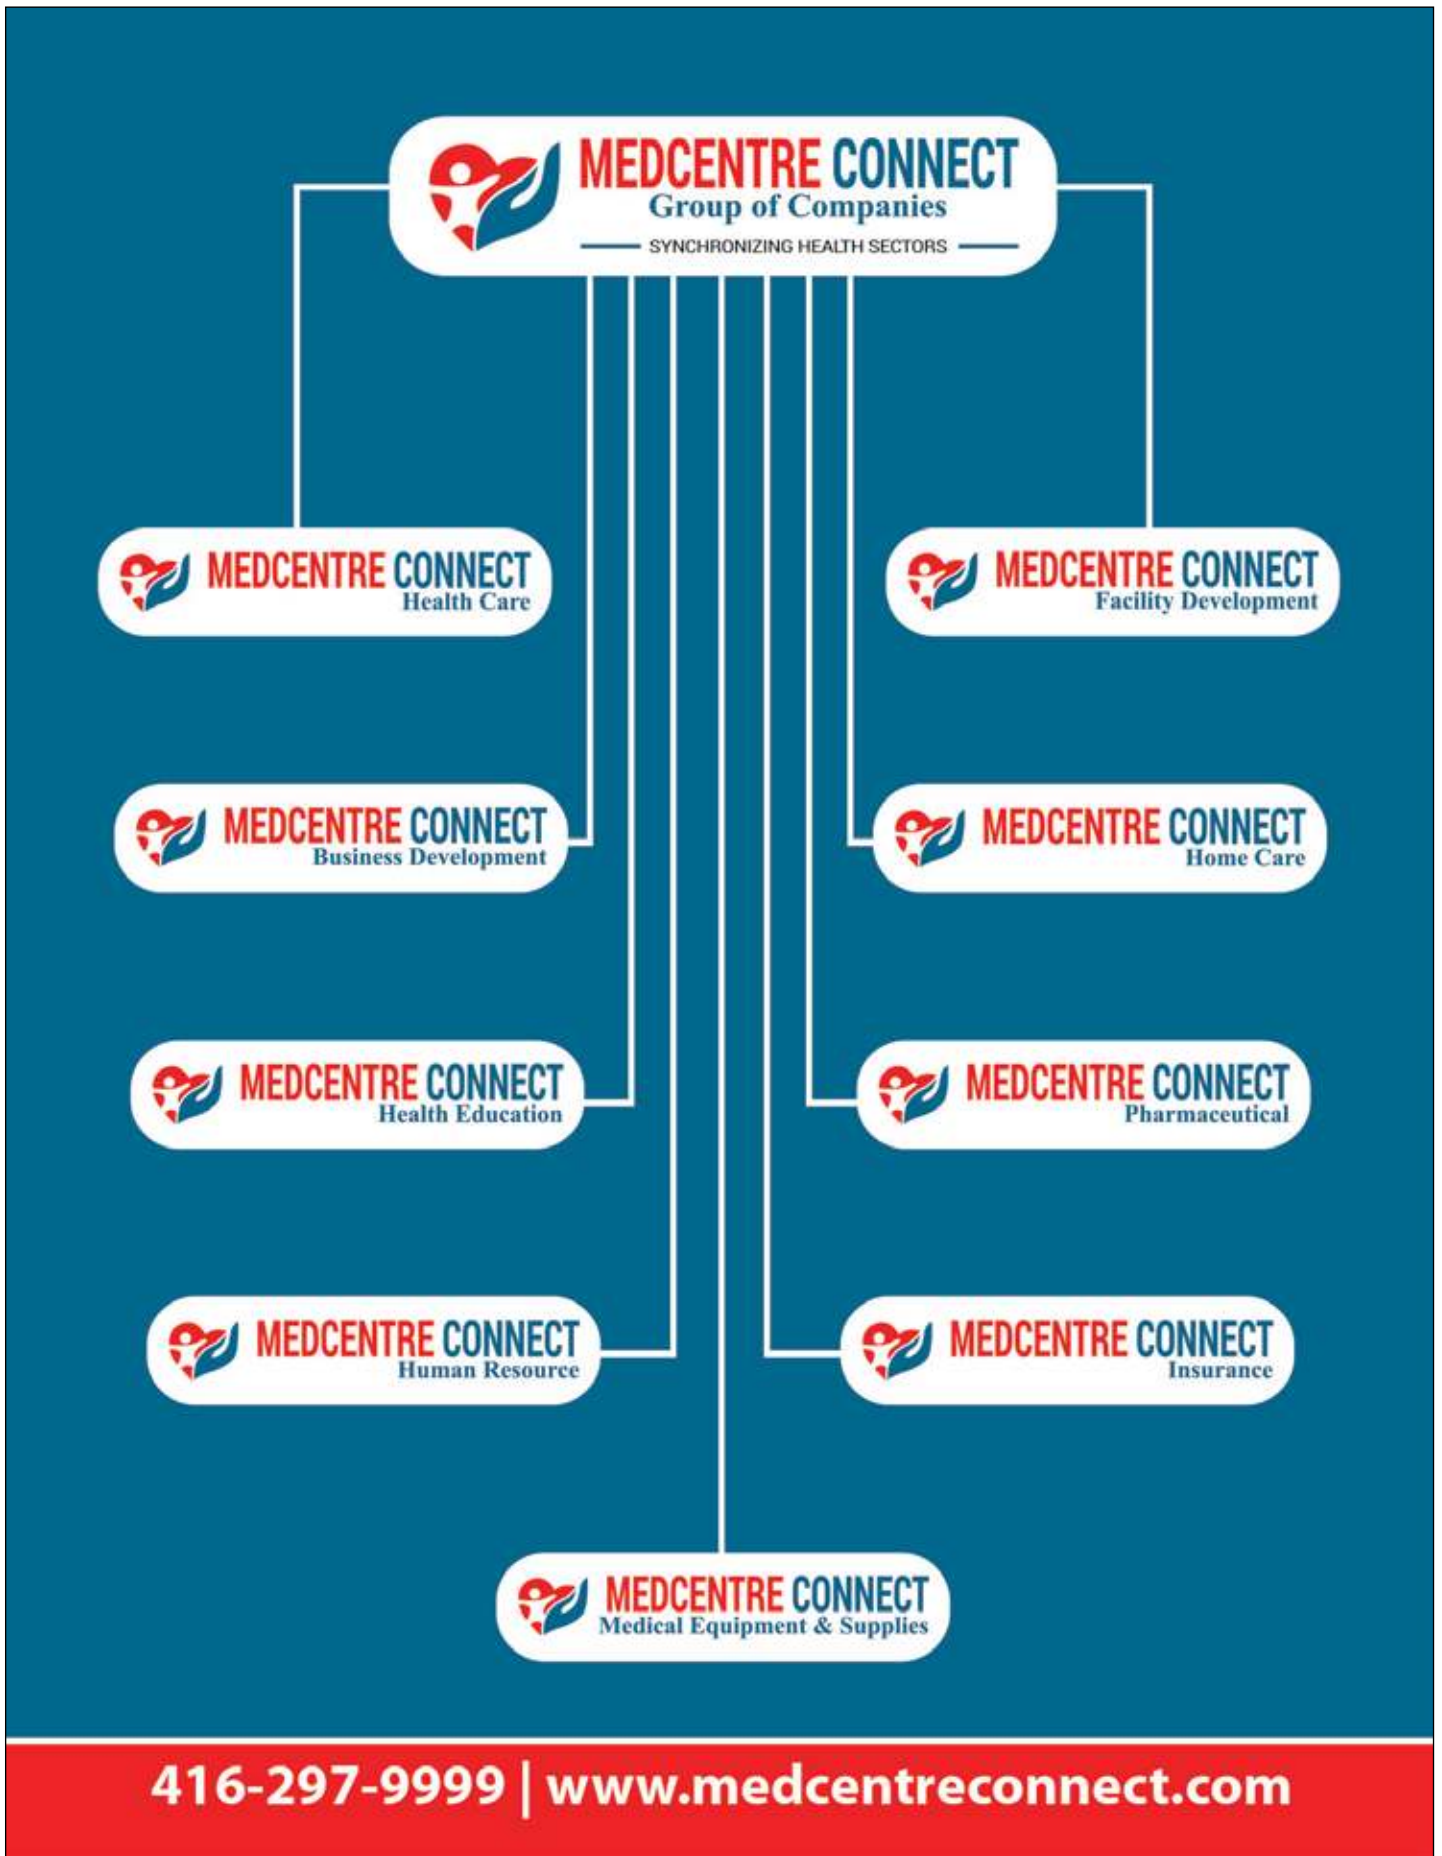 MEDCENTRE CONNECT
Group of Companies
SYNCHRONIZING HEALTH SECTORS
MEDCENTRE CONNECT
Health Care
MEDCENTRE CONNECT
Facility Development
MEDCENTRE CONNECT
Business Development
MEDCENTRE CONNECT
Home Care
MEDCENTRE CONNECT
Health Education
MEDCENTRE CONNECT
Pharmaceutical
MEDCENTRE CONNECT
Human Resource
MEDCENTRE CONNECT
Insurance
MEDCENTRE CONNECT
Medical Equipment & Supplies
416-297-9999 | www.medcentreconnect.com